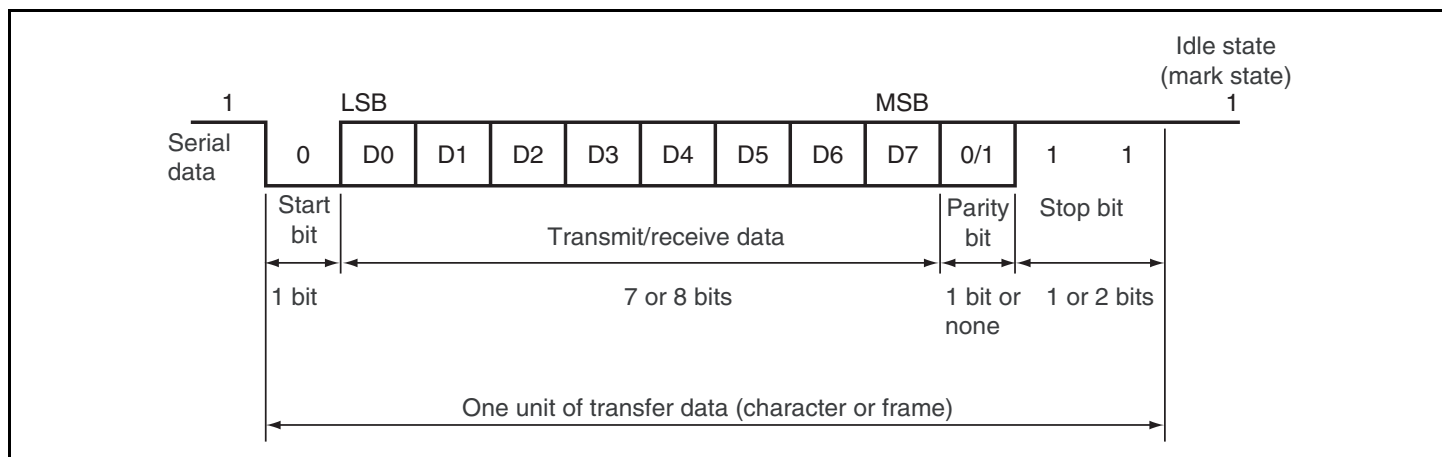 Idle state
(mark state)
1 LSB MSB 1
Serial
data
0 D0 D1 D2 D3 D4 D5 D6 D7 0/1 1 1
Start
bit
Transmit/receive data
Parity
bit
Stop bit
1 bit
7 or 8 bits
1 bit or
none
1 or 2 bits
One unit of transfer data (character or frame)